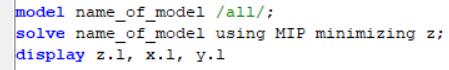 model name_of_model /all/;
solve name_of_model using MIP minimizing z;
display z.l, x.l, y.l